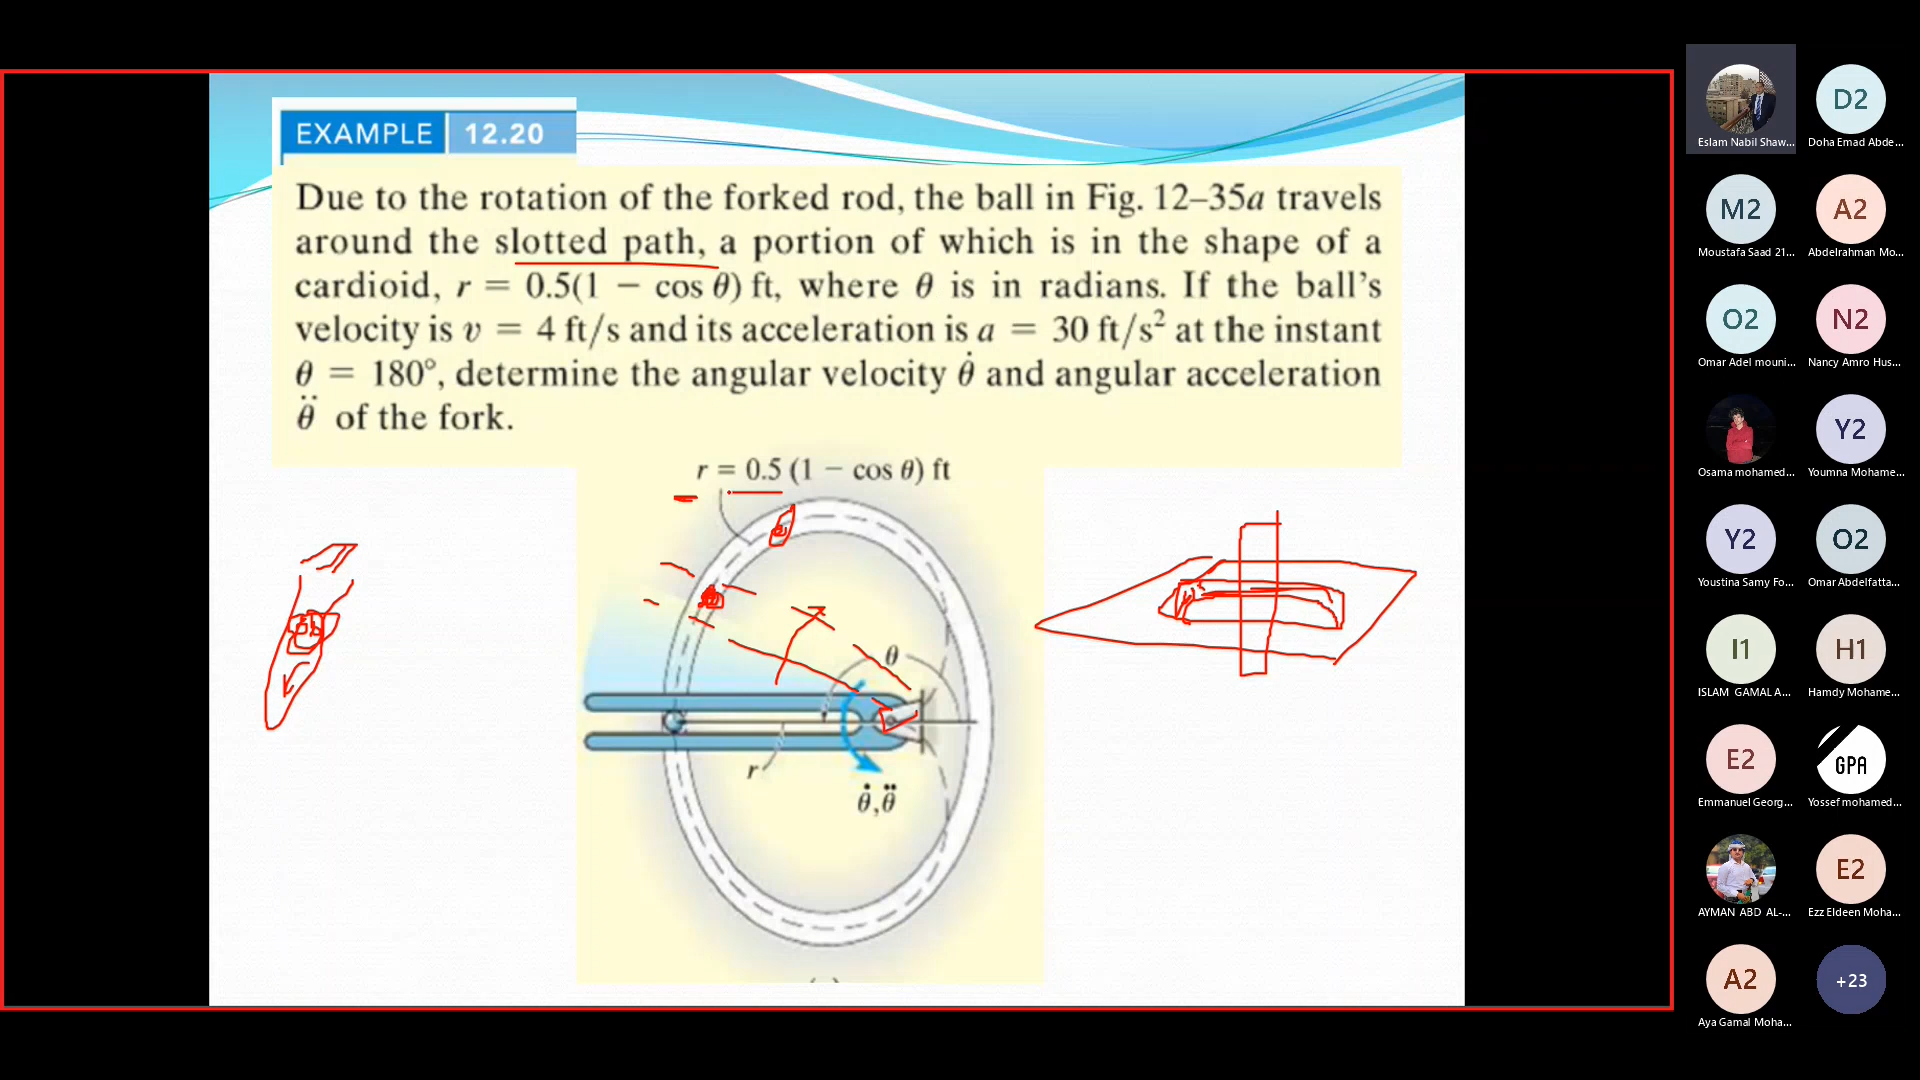 EXAMPLE 12.20
Due to the rotation of the forked rod, the ball in Fig. 12–35a travels
around the slotted path, a portion of which is in the shape of a
cardioid, r = 0.5(1 − cos θ) ft, where θ is in radians. If the ball's
velocity is v = 4 ft/s and its acceleration is a = 30 ft/s² at the instant
θ = 180°, determine the angular velocity θ̇ and angular acceleration
θ̈ of the fork.
r = 0.5 (1 − cos θ) ft
θ
r
θ̇,θ̈
Eslam Nabil Shaw...
D2
Doha Emad Abde...
M2
Moustafa Saad 21...
A2
Abdelrahman Mo...
O2
Omar Adel mouni...
N2
Nancy Amro Hus...
Osama mohamed...
Y2
Youmna Mohame...
Y2
Youstina Samy Fo...
O2
Omar Abdelfatta...
I1
ISLAM GAMAL A...
H1
Hamdy Mohame...
E2
Emmanuel Georg...
GPA
Yossef mohamed...
AYMAN ABD AL-...
E2
Ezz Eldeen Moha...
A2
Aya Gamal Moha...
+23